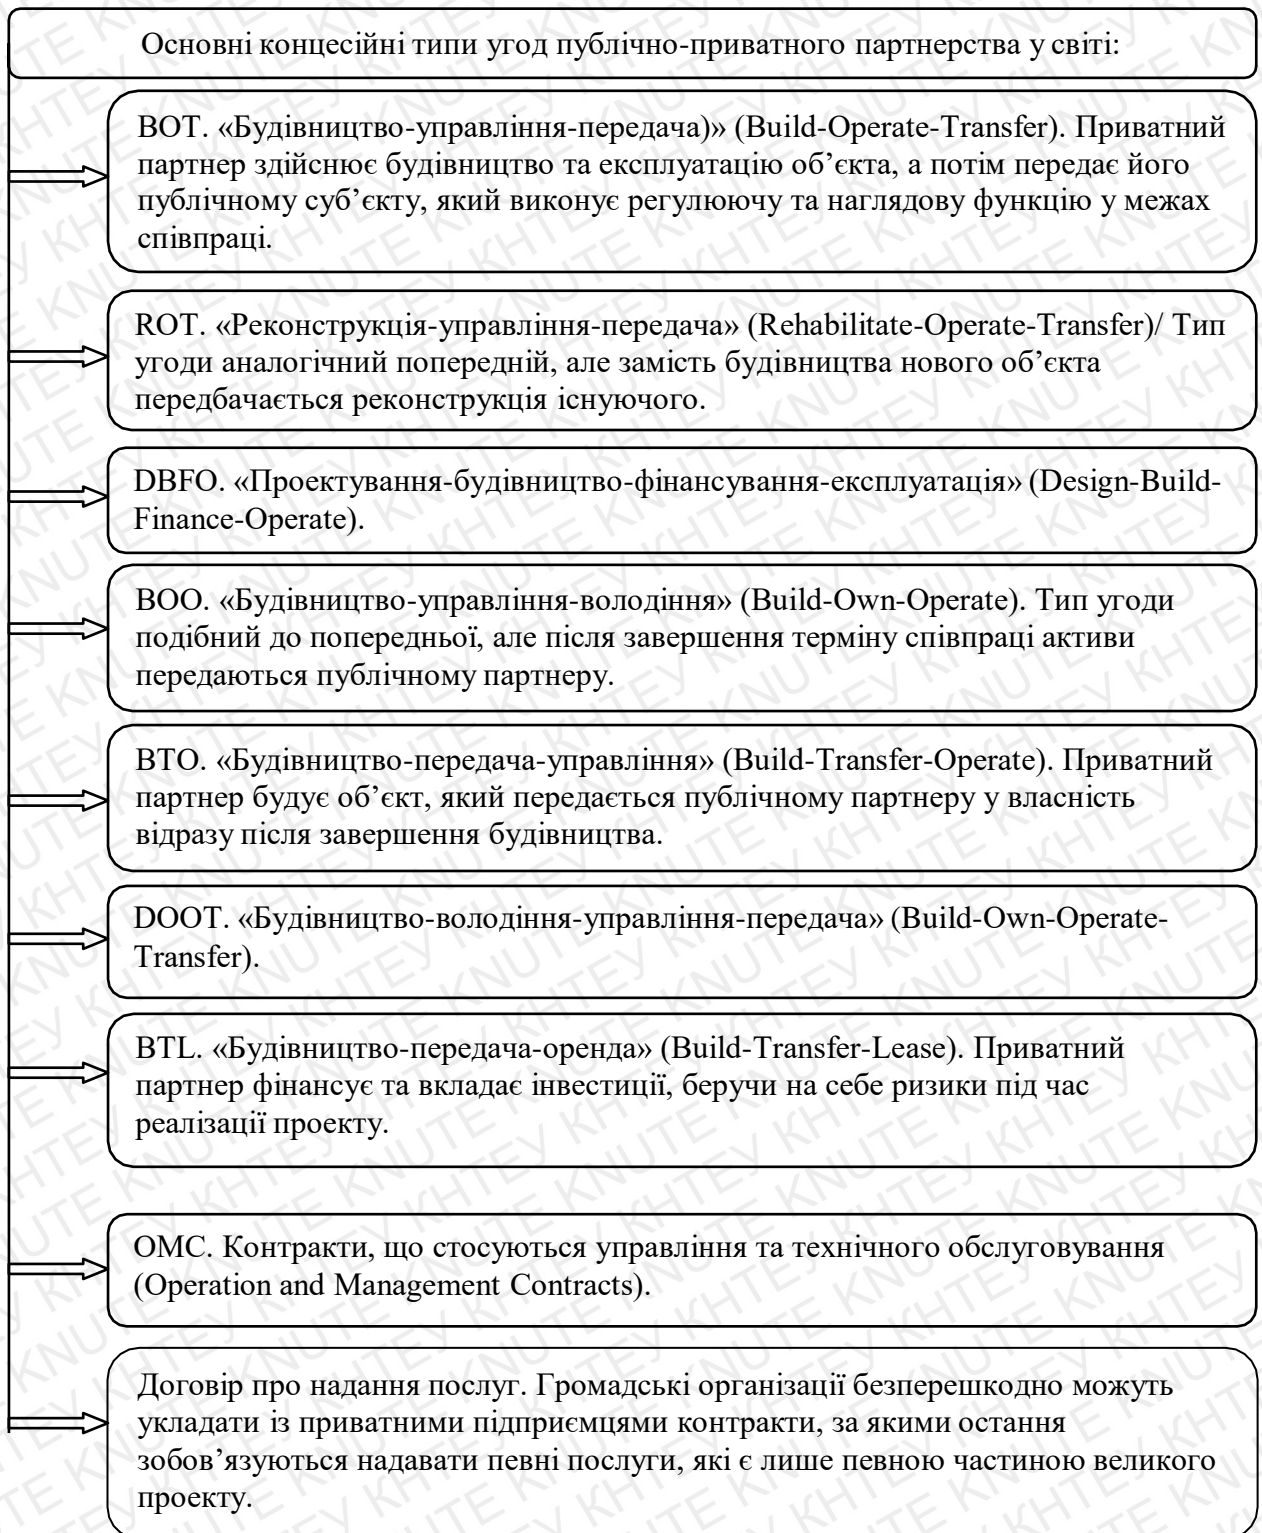 Основні концесійні типи угод публічно-приватного партнерства у світі:
BOT. «Будівництво-управління-передача)» (Build-Operate-Transfer). Приватний
партнер здійснює будівництво та експлуатацію об’єкта, а потім передає його
публічному суб’єкту, який виконує регулюючу та наглядову функцію у межах
співпраці.
ROT. «Реконструкція-управління-передача» (Rehabilitate-Operate-Transfer)/ Тип
угоди аналогічний попередній, але замість будівництва нового об’єкта
передбачається реконструкція існуючого.
DBFO. «Проектування-будівництво-фінансування-експлуатація» (Design-Build-
Finance-Operate).
BOO. «Будівництво-управління-володіння» (Build-Own-Operate). Тип угоди
подібний до попередньої, але після завершення терміну співпраці активи
передаються публічному партнеру.
BTO. «Будівництво-передача-управління» (Build-Transfer-Operate). Приватний
партнер будує об’єкт, який передається публічному партнеру у власність
відразу після завершення будівництва.
DOOT. «Будівництво-володіння-управління-передача» (Build-Own-Operate-
Transfer).
BTL. «Будівництво-передача-оренда» (Build-Transfer-Lease). Приватний
партнер фінансує та вкладає інвестиції, беручи на себе ризики під час
реалізації проекту.
OMC. Контракти, що стосуються управління та технічного обслуговування
(Operation and Management Contracts).
Договір про надання послуг. Громадські організації безперешкодно можуть
укладати із приватними підприємцями контракти, за якими остання
зобов’язуються надавати певні послуги, які є лише певною частиною великого
проекту.